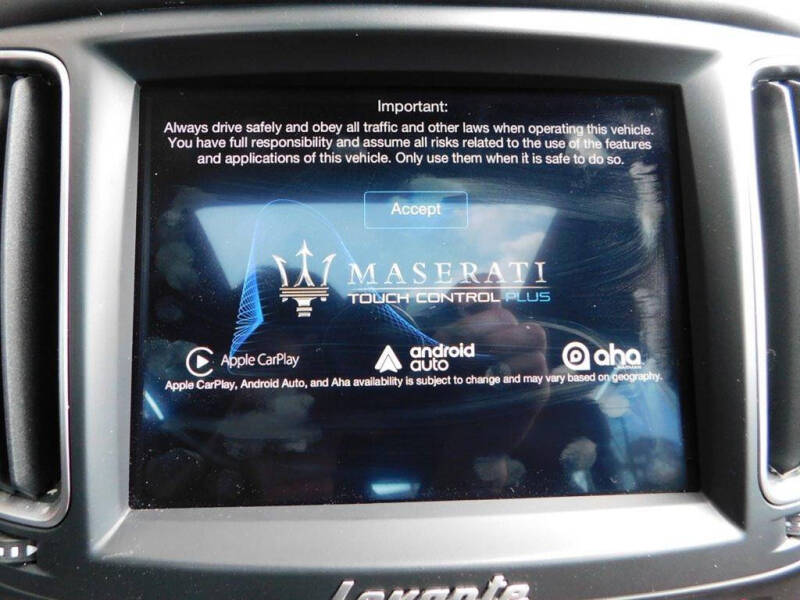 Important:
Always drive safely and obey all traffic and other laws when operating this vehicle.
You have full responsibility and assume all risks related to the use of the features
and applications of this vehicle. Only use them when it is safe to do so.
Accept
MASERATI
TOUCH CONTROL PLUS
Apple CarPlay
android
auto
aha
HARMAN
Apple CarPlay, Android Auto, and Aha availability is subject to change and may vary based on geography.
Levante